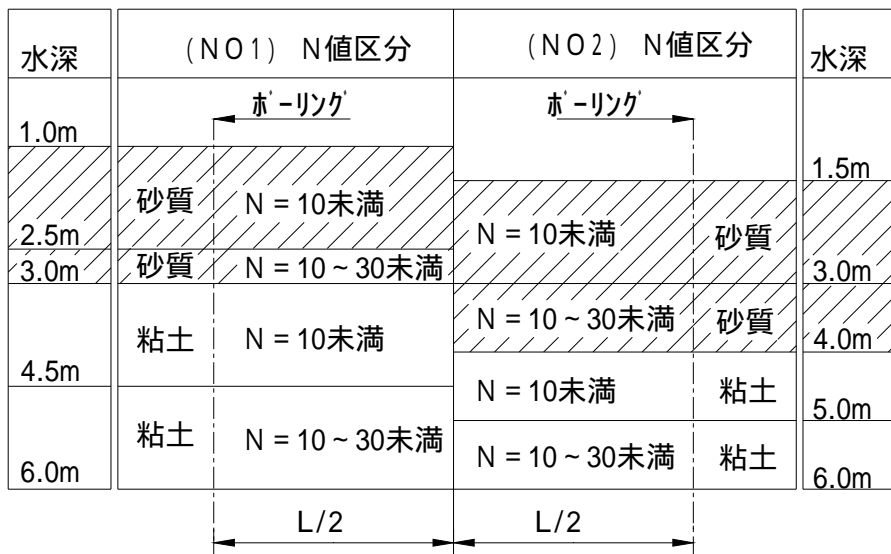 水深
(NO1) N値区分
(NO2) N値区分
水深
ﾎﾞｰﾘﾝｸﾞ
ﾎﾞｰﾘﾝｸﾞ
1.0m
1.5m
砂質 N=10未満
2.5m
N=10未満 砂質
3.0m
砂質 N=10~30未満
3.0m
N=10~30未満 砂質
粘土 N=10未満
4.0m
4.5m
N=10未満 粘土
5.0m
粘土 N=10~30未満
N=10~30未満 粘土
6.0m
6.0m
L/2
L/2